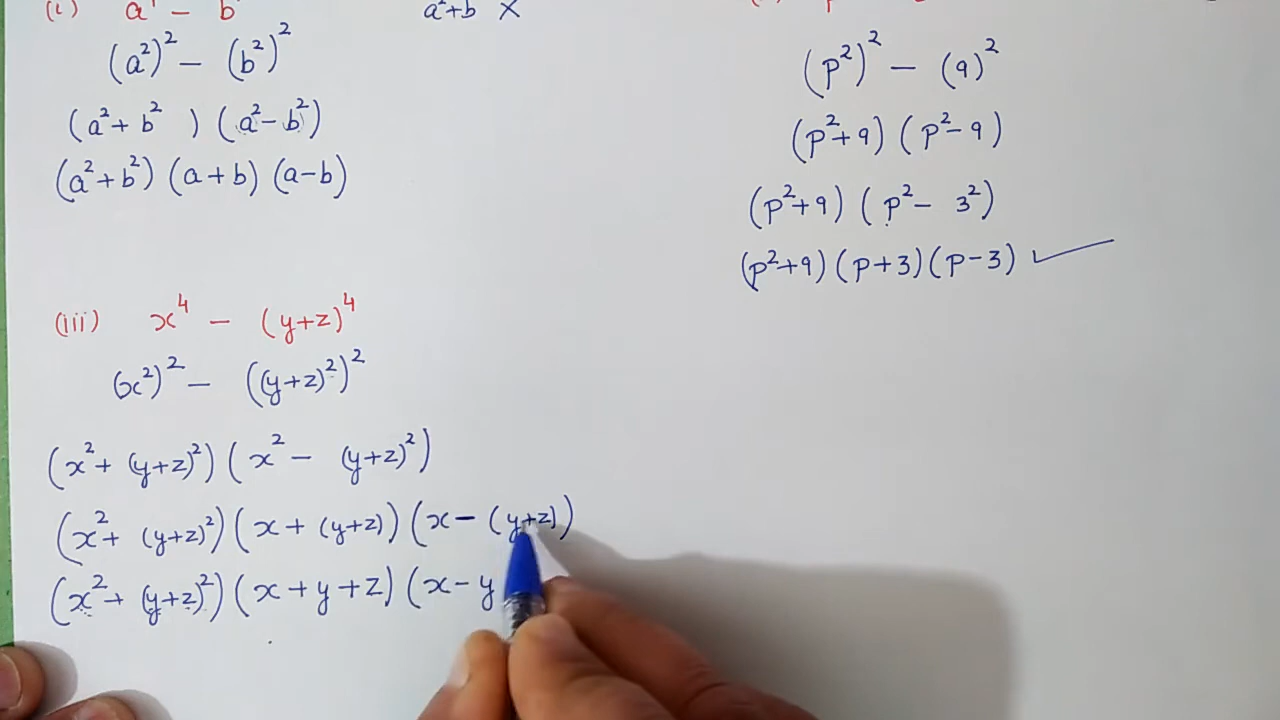 (i) a⁴ − b⁴
a²+b X
(a²)² − (b²)²
(a² + b² ) (a² − b²)
(a² + b²) (a + b) (a − b)
(p²)² − (9)²
(p² + 9) (p² − 9)
(p² + 9) (p² − 3²)
(p² + 9) (p + 3) (p − 3) ✓
(iii) x⁴ − (y+z)⁴
(x²)² − ((y+z)²)²
(x² + (y+z)²) (x² − (y+z)²)
(x² + (y+z)²) (x + (y+z)) (x − (y+z))
(x² + (y+z)²) (x + y + z) (x − y